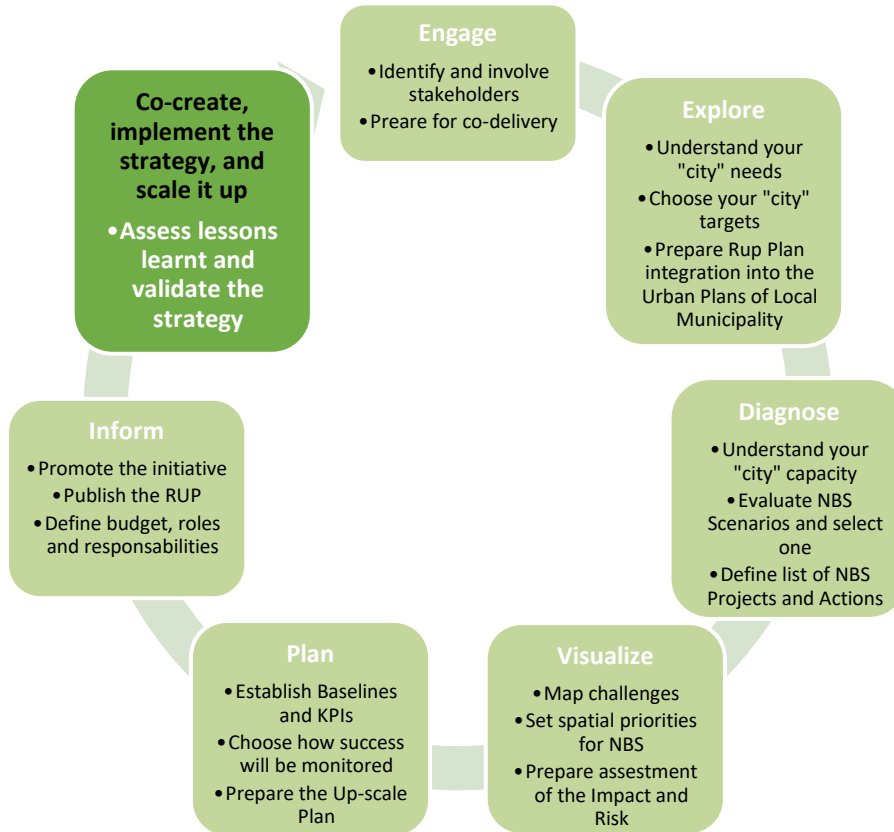 Engage
•Identify and involve
stakeholders
•Preare for co-delivery
Explore
•Understand your
"city" needs
•Choose your "city"
targets
•Prepare Rup Plan
integration into the
Urban Plans of Local
Municipality
Diagnose
•Understand your
"city" capacity
•Evaluate NBS
Scenarios and select
one
•Define list of NBS
Projects and Actions
Visualize
•Map challenges
•Set spatial priorities
for NBS
•Prepare assestment
of the Impact and
Risk
Plan
•Establish Baselines
and KPIs
•Choose how success
will be monitored
•Prepare the Up-scale
Plan
Inform
•Promote the initiative
•Publish the RUP
•Define budget, roles
and responsabilities
Co-create,
implement the
strategy, and
scale it up
•Assess lessons
learnt and
validate the
strategy